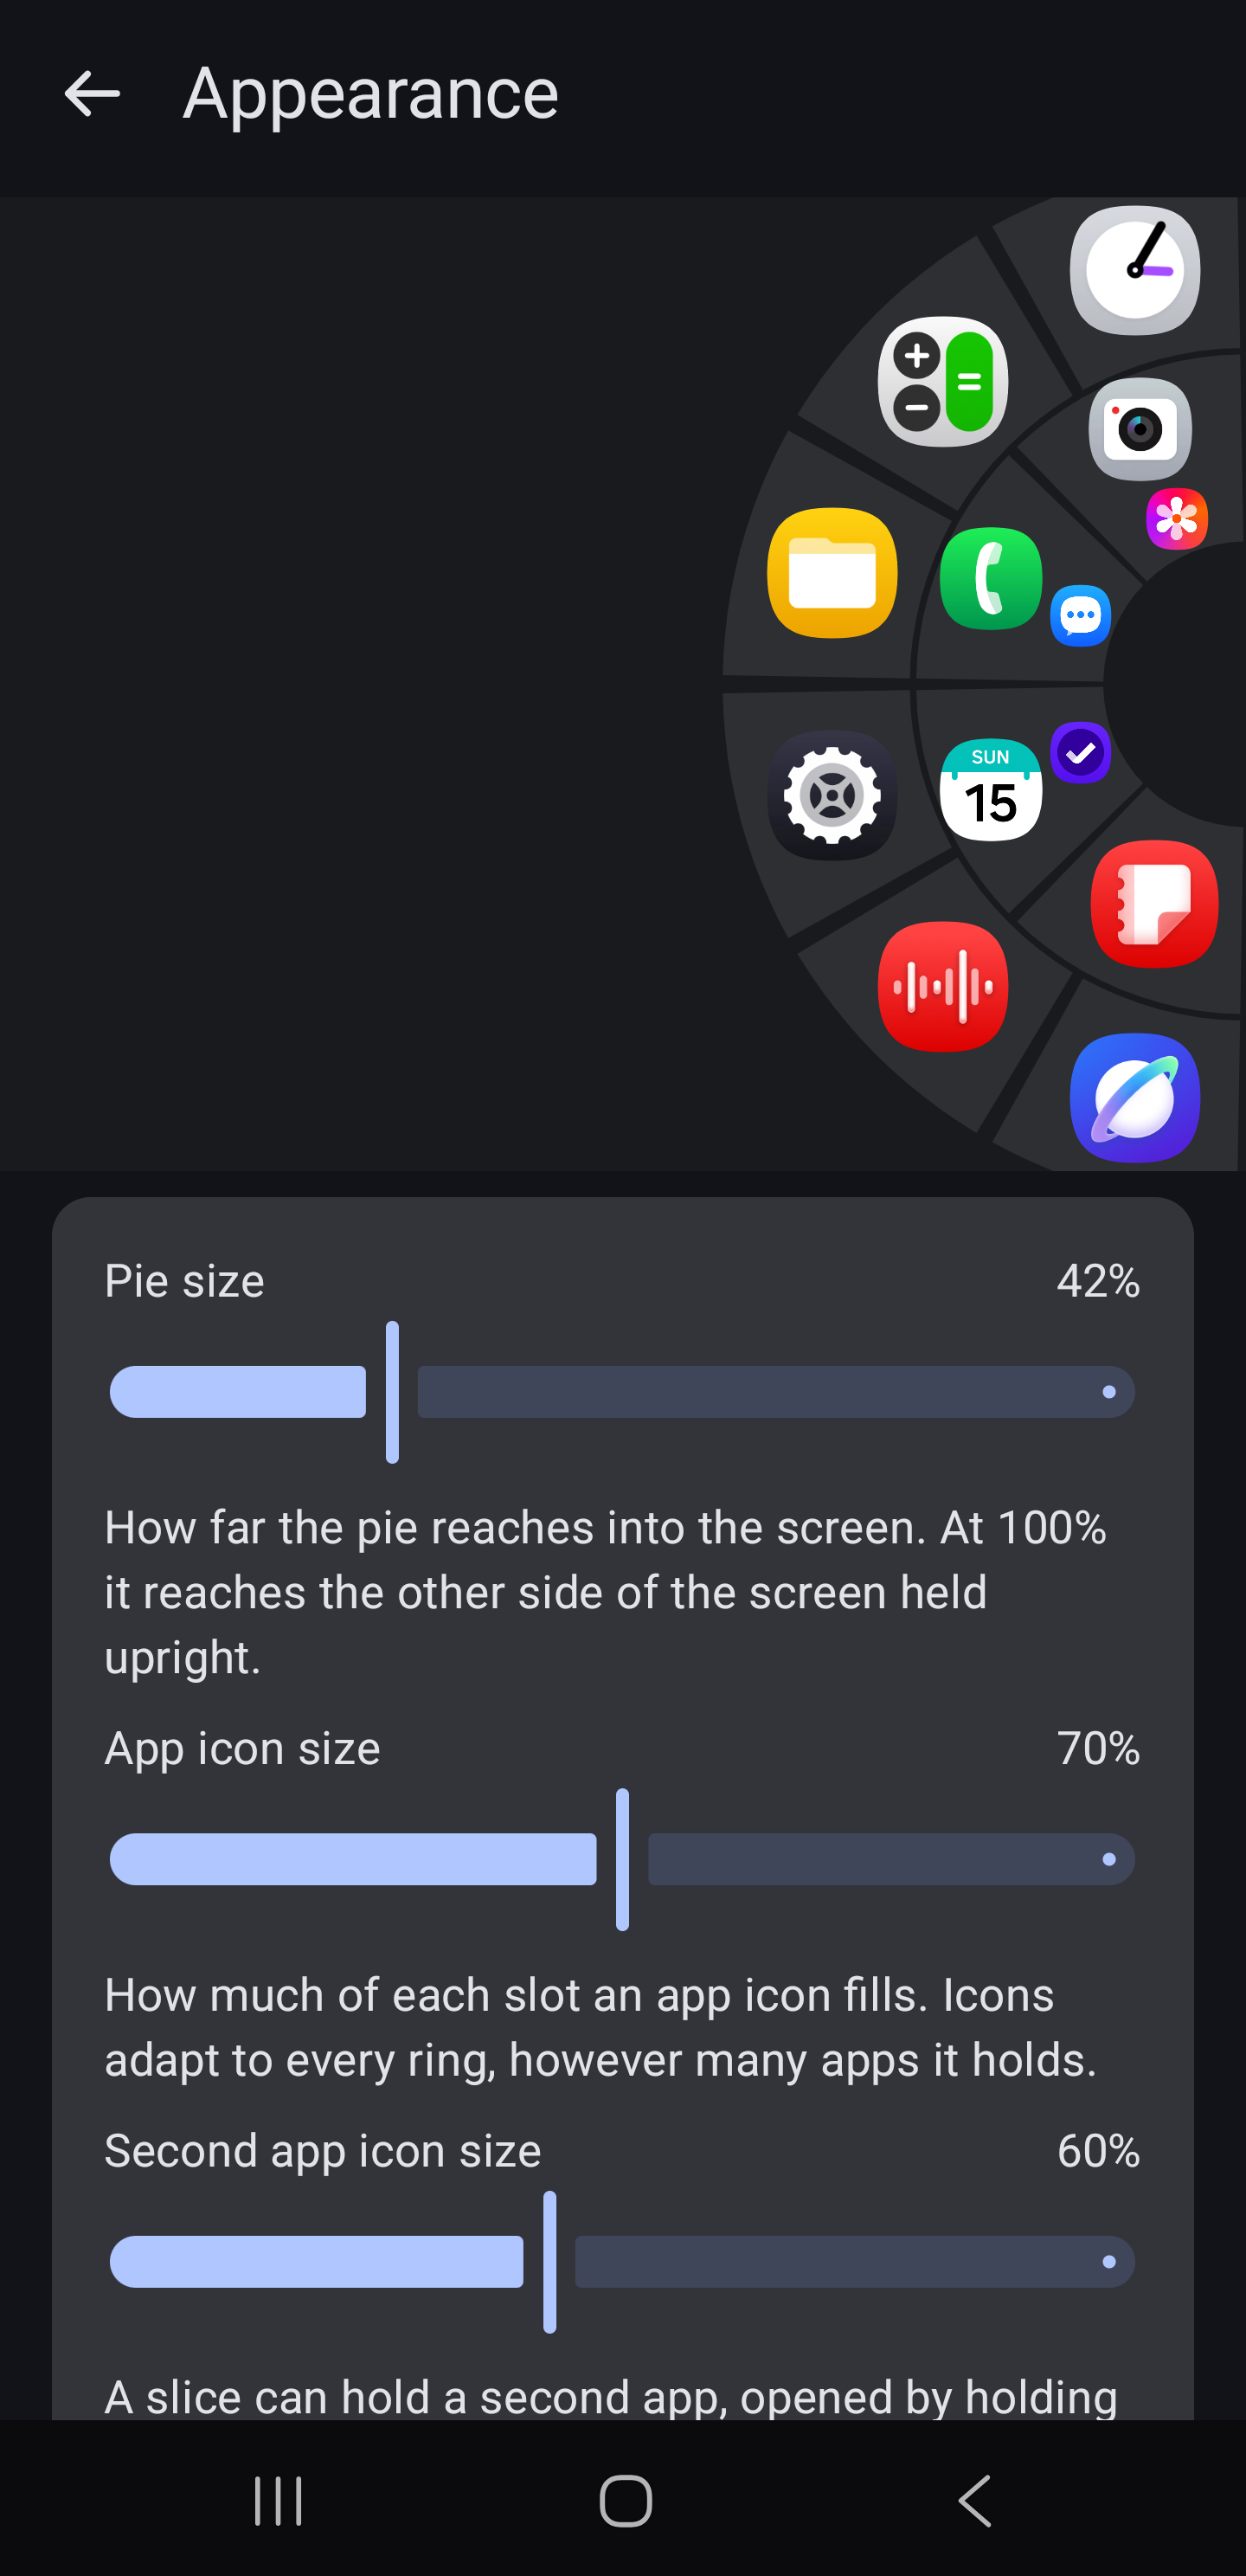 Appearance
SUN
15
Pie size
42%
How far the pie reaches into the screen. At 100%
it reaches the other side of the screen held
upright.
App icon size
70%
How much of each slot an app icon fills. Icons
adapt to every ring, however many apps it holds.
Second app icon size
60%
A slice can hold a second app, opened by holding